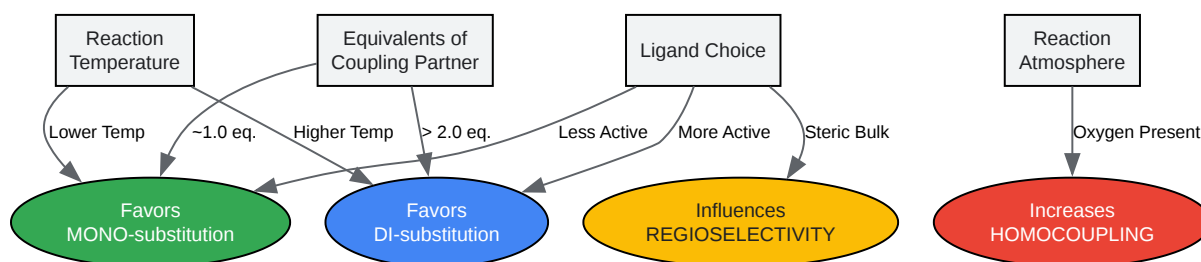 Reaction
Temperature
Equivalents of
Coupling Partner
Ligand Choice
Reaction
Atmosphere
Lower Temp
~1.0 eq.
Higher Temp
> 2.0 eq.
Less Active
More Active
Steric Bulk
Oxygen Present
Favors
MONO-substitution
Favors
DI-substitution
Influences
REGIOSELECTIVITY
Increases
HOMOCOUPLING